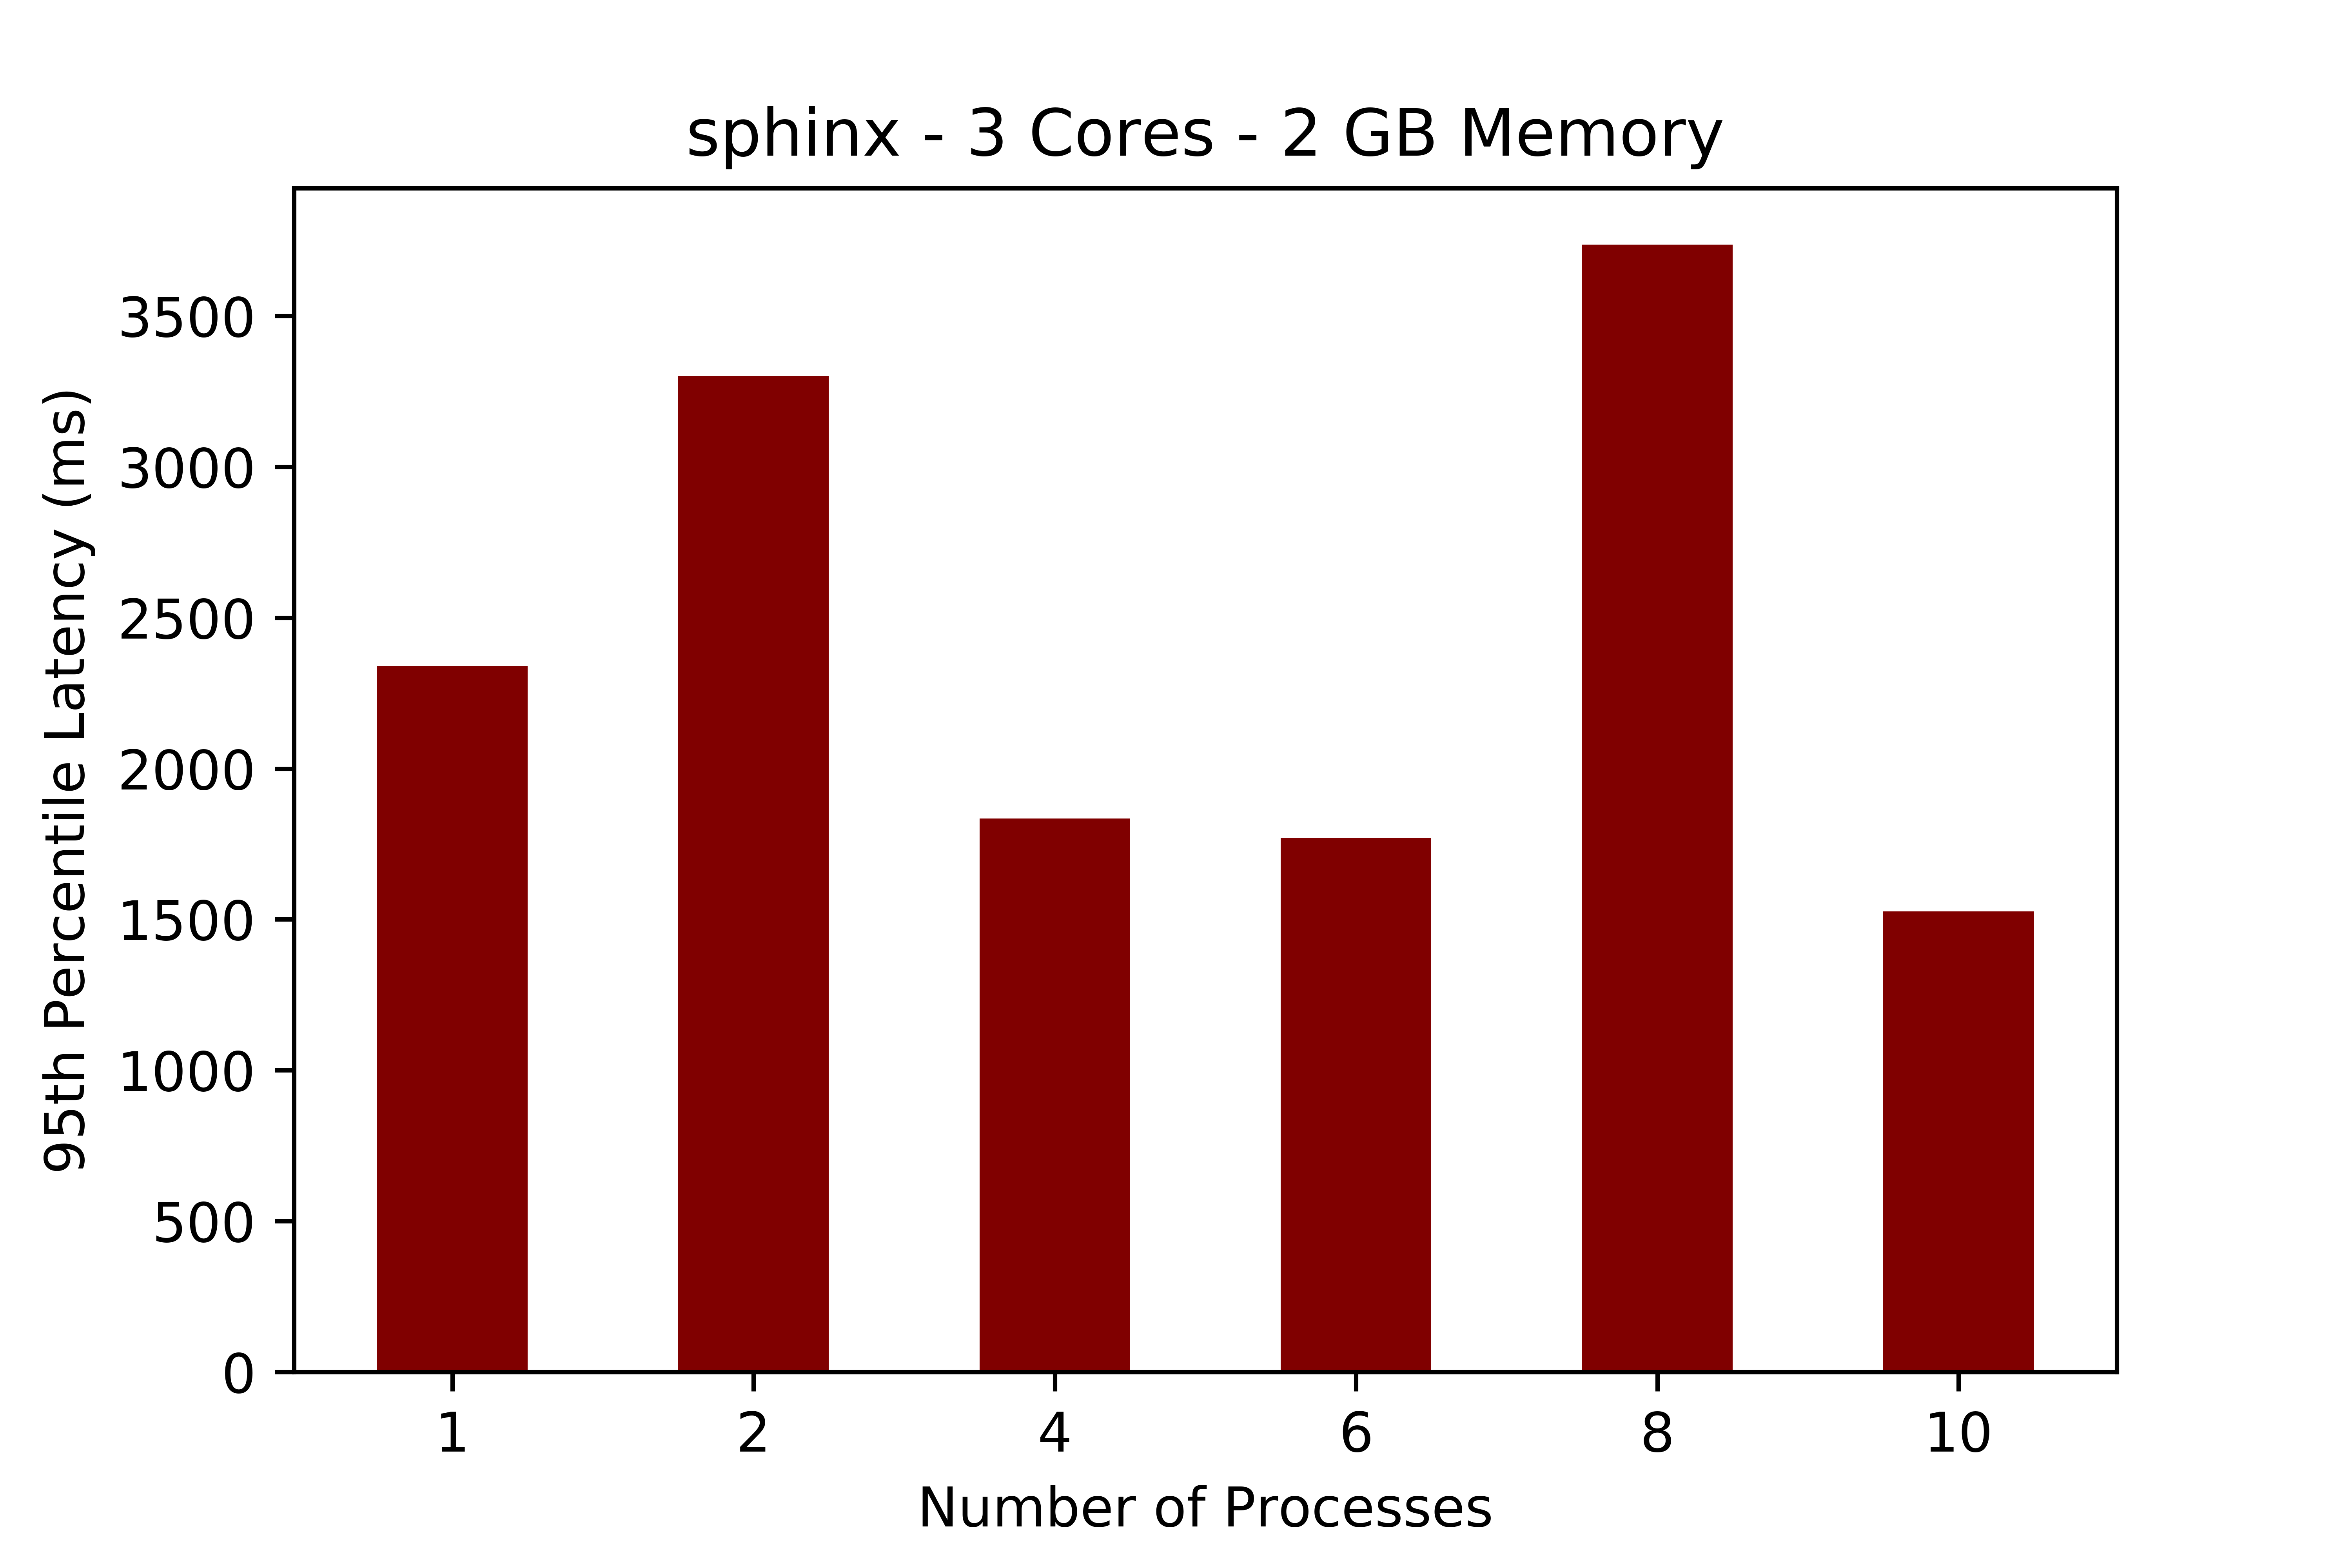 sphinx - 3 Cores - 2 GB Memory
95th Percentile Latency (ms)
3500
3000
2500
2000
1500
1000
500
0
1 2 4 6 8 10
Number of Processes